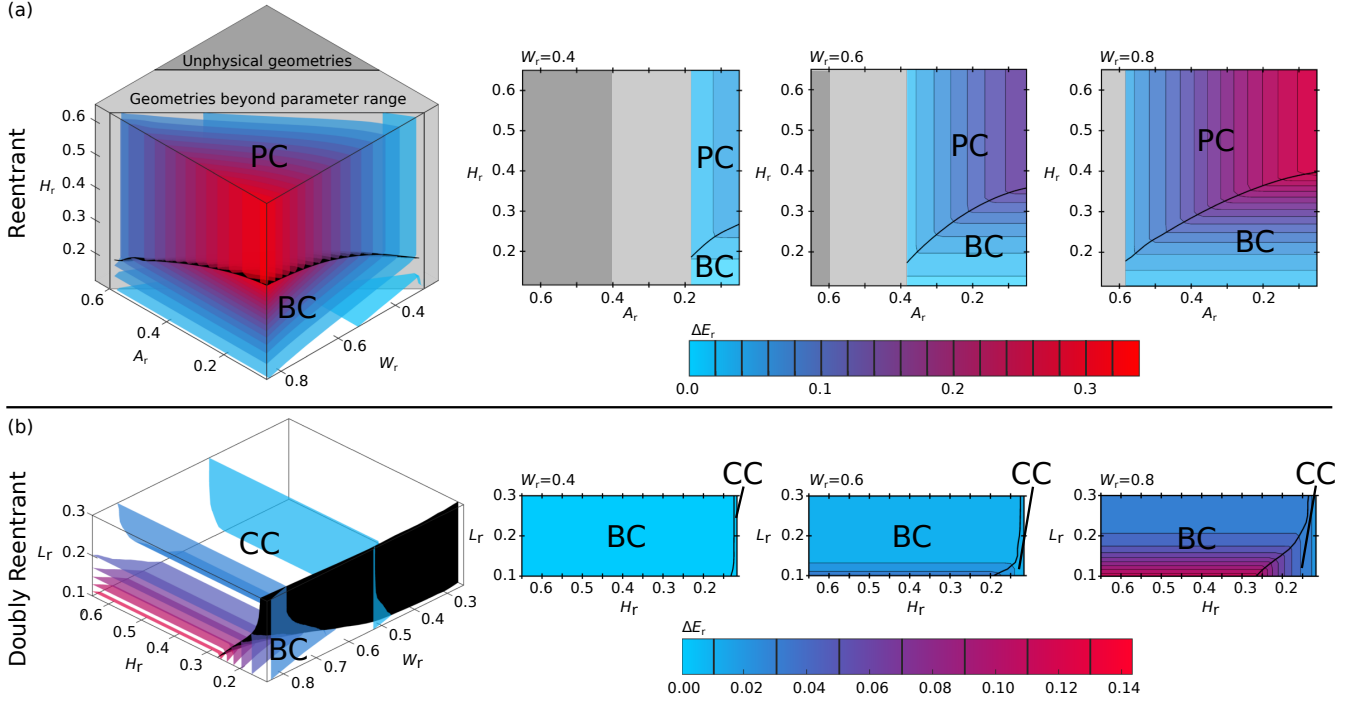 (a)
Reentrant
Unphysical geometries
Geometries beyond parameter range
PC
BC
Hr
0.6
0.5
0.4
0.3
0.2
0.6
0.4
0.2
Ar
0.4
0.6
0.8
Wr
Wr=0.4
Hr
0.6
0.5
0.4
0.3
0.2
PC
BC
0.6
0.4
0.2
Ar
Wr=0.6
Hr
0.6
0.5
0.4
0.3
0.2
PC
BC
0.6
0.4
0.2
Ar
Wr=0.8
Hr
0.6
0.5
0.4
0.3
0.2
PC
BC
0.6
0.4
0.2
Ar
ΔEr
0.0 0.1 0.2 0.3
(b)
Doubly Reentrant
CC
BC
Lr
0.3
0.2
0.1
0.6
0.5
0.4
0.3
0.2
Hr
0.3
0.4
0.5
0.6
0.7
0.8
Wr
Wr=0.4
CC
BC
0.3
0.2
0.1
Lr
0.6 0.5 0.4 0.3 0.2
Hr
Wr=0.6
CC
BC
0.3
0.2
0.1
Lr
0.6 0.5 0.4 0.3 0.2
Hr
Wr=0.8
CC
BC
0.3
0.2
0.1
Lr
0.6 0.5 0.4 0.3 0.2
Hr
ΔEr
0.00 0.02 0.04 0.06 0.08 0.10 0.12 0.14